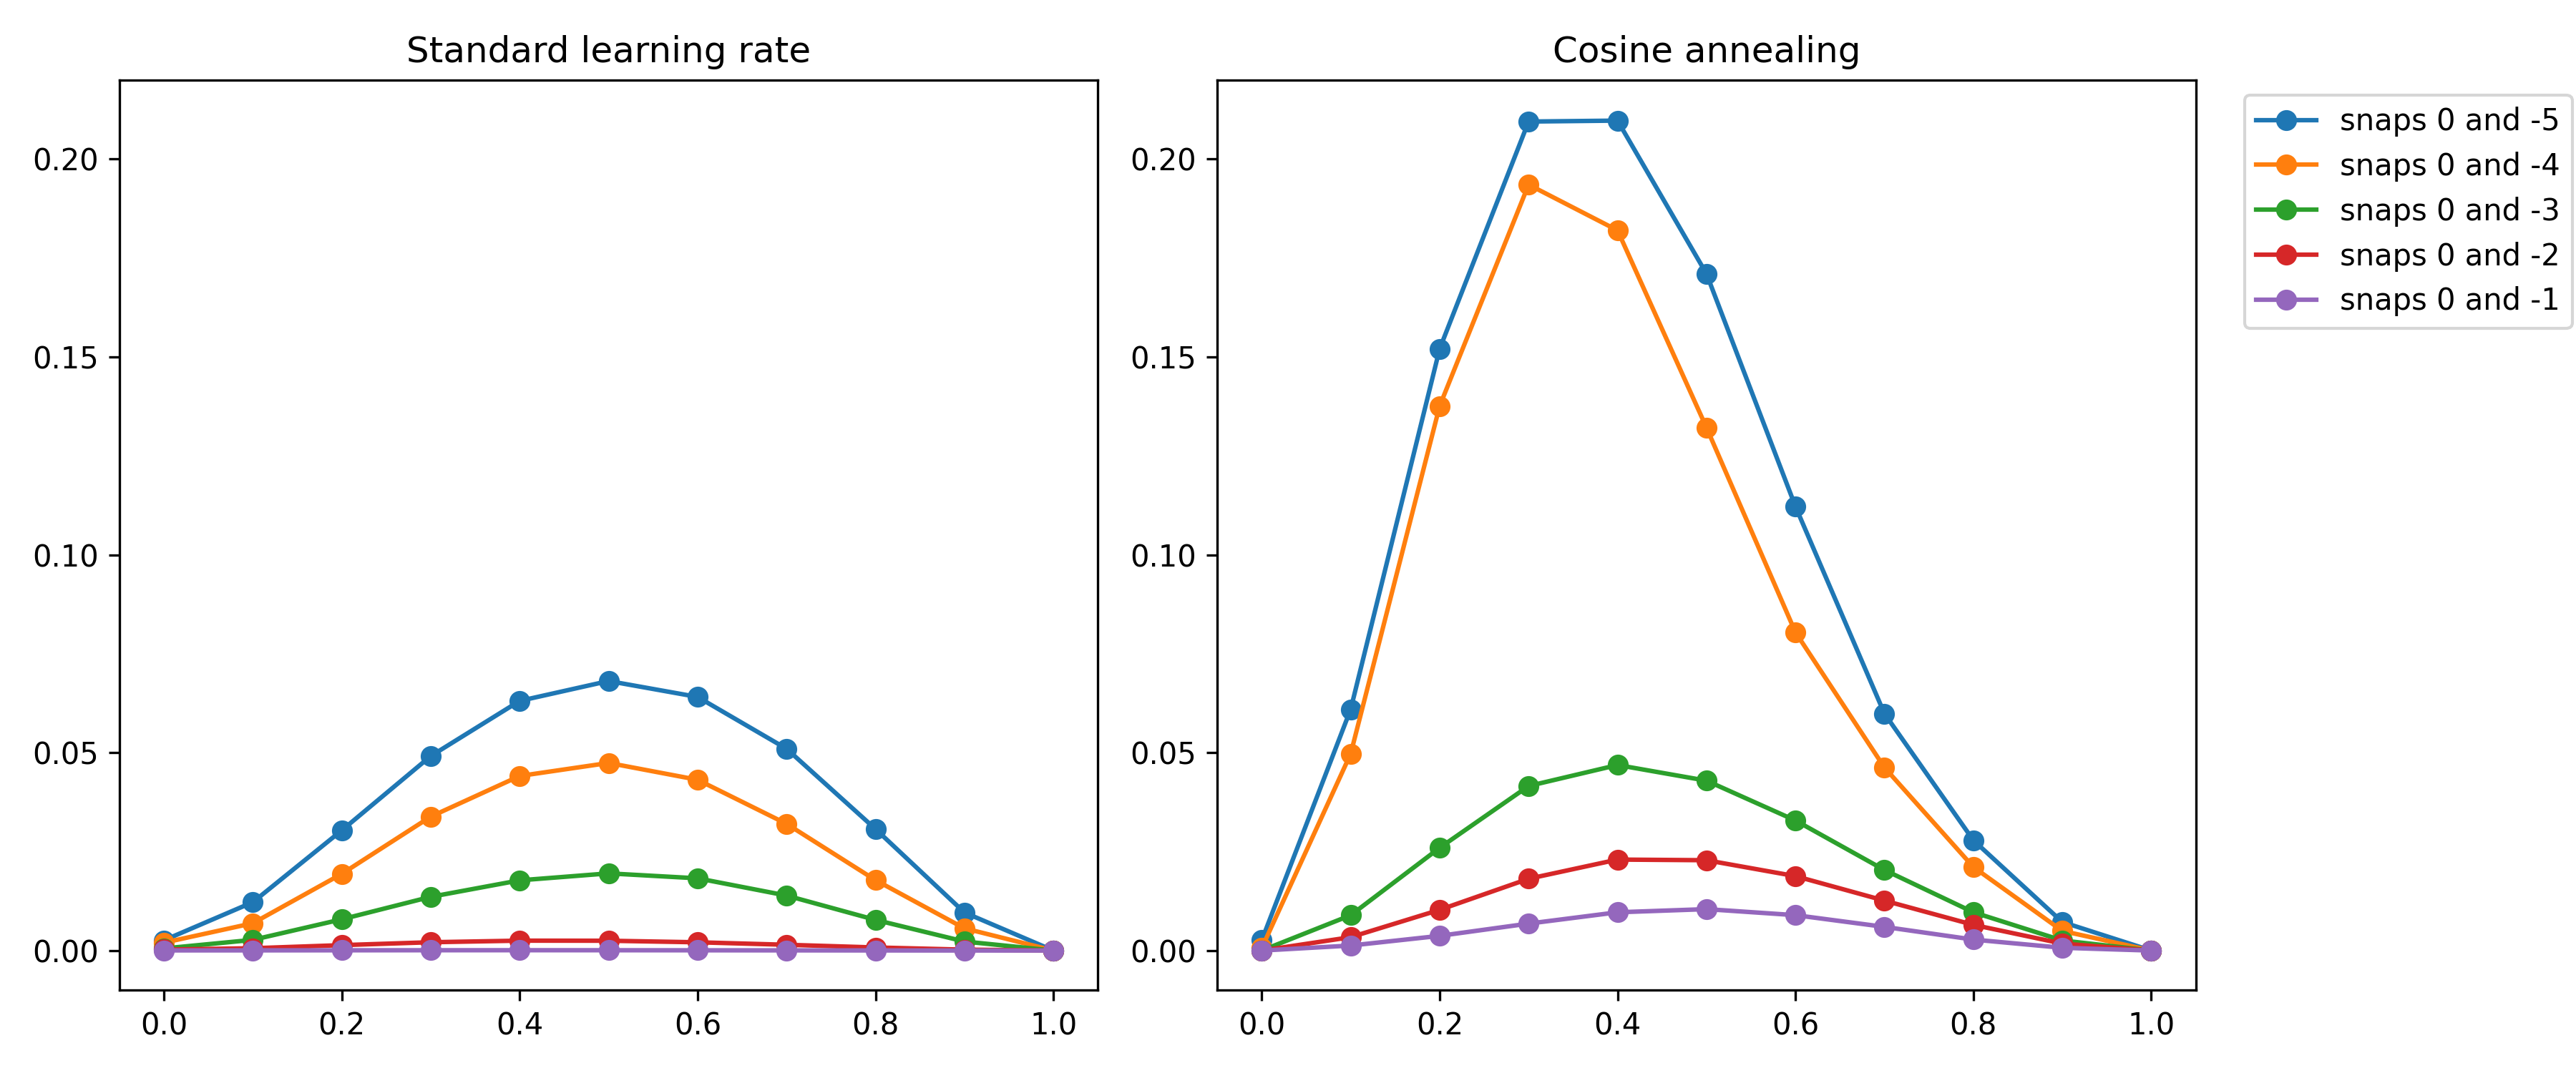 Standard learning rate
0.20
0.15
0.10
0.05
0.00
0.0 0.2 0.4 0.6 0.8 1.0
Cosine annealing
0.20
0.15
0.10
0.05
0.00
0.0 0.2 0.4 0.6 0.8 1.0
snaps 0 and -5
snaps 0 and -4
snaps 0 and -3
snaps 0 and -2
snaps 0 and -1